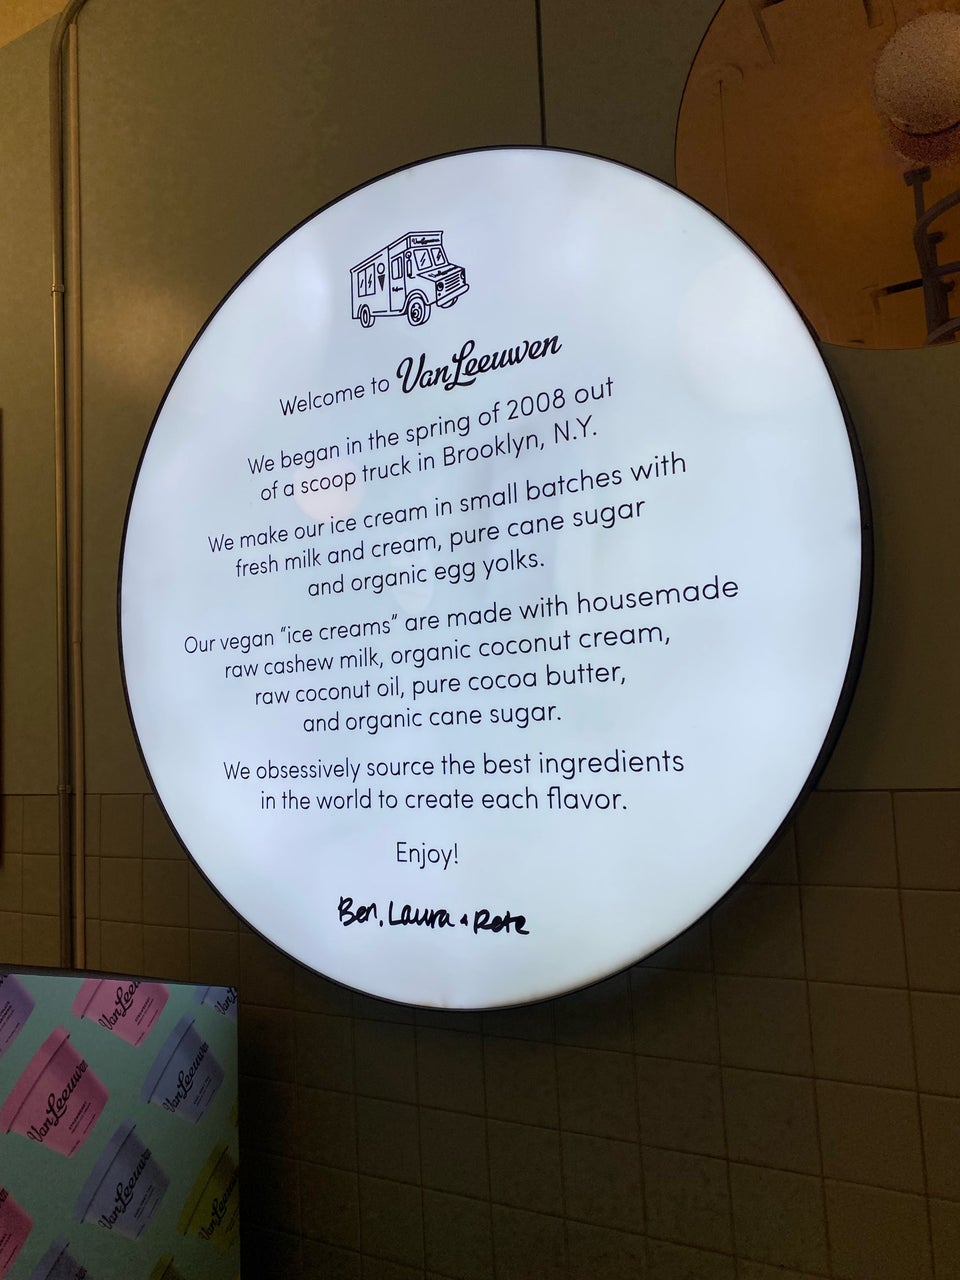 Welcome to Van Leeuwen
We began in the spring of 2008 out
of a scoop truck in Brooklyn, N.Y.
We make our ice cream in small batches with
fresh milk and cream, pure cane sugar
and organic egg yolks.
Our vegan "ice creams" are made with housemade
raw cashew milk, organic coconut cream,
raw coconut oil, pure cocoa butter,
and organic cane sugar.
We obsessively source the best ingredients
in the world to create each flavor.
Enjoy!
Ben, Laura + Pete
Van Leeuwen
Van Leeuwen
Van Leeuwen
Van Leeuwen